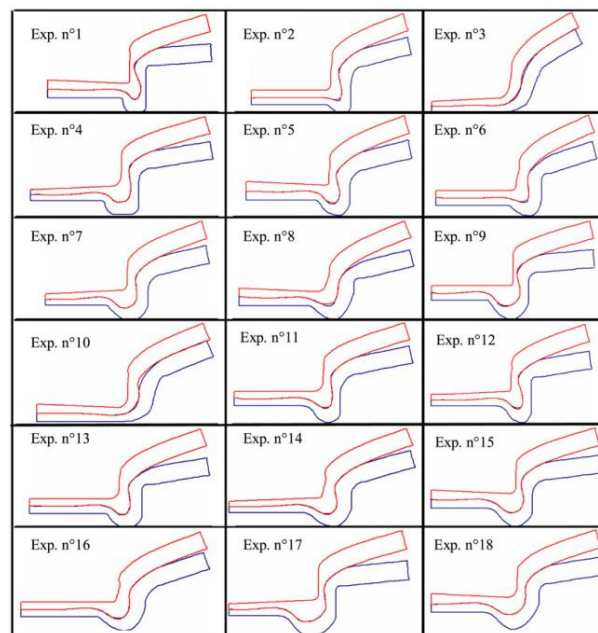 Exp. n°1
Exp. n°2
Exp. n°3
Exp. n°4
Exp. n°5
Exp. n°6
Exp. n°7
Exp. n°8
Exp. n°9
Exp. n°10
Exp. n°11
Exp. n°12
Exp. n°13
Exp. n°14
Exp. n°15
Exp. n°16
Exp. n°17
Exp. n°18